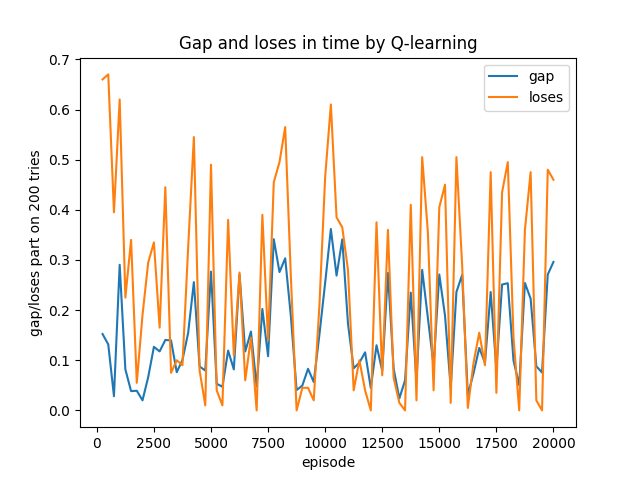 Gap and loses in time by Q-learning
gap
loses
gap/loses part on 200 tries
0.7
0.6
0.5
0.4
0.3
0.2
0.1
0.0
0 2500 5000 7500 10000 12500 15000 17500 20000
episode